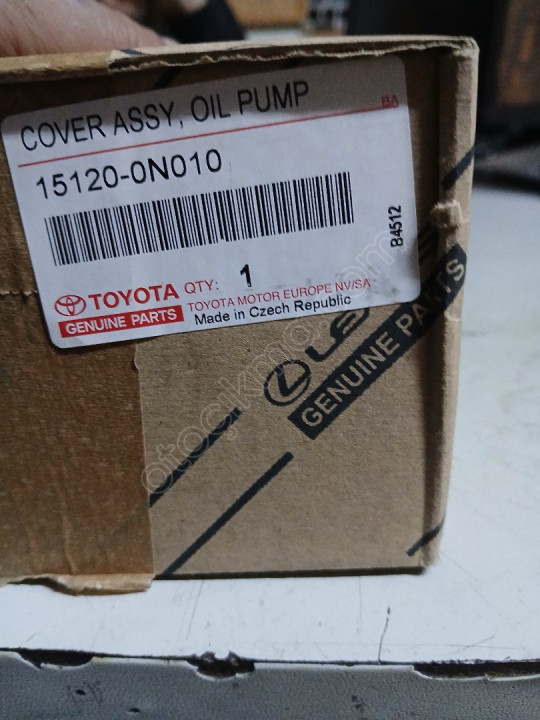 COVER ASSY, OIL PUMP
BA
15120-0N010
B4512
TOYOTA
GENUINE PARTS
QTY: 1
TOYOTA MOTOR EUROPE NV/SA
Made in Czech Republic
GENUINE PARTS